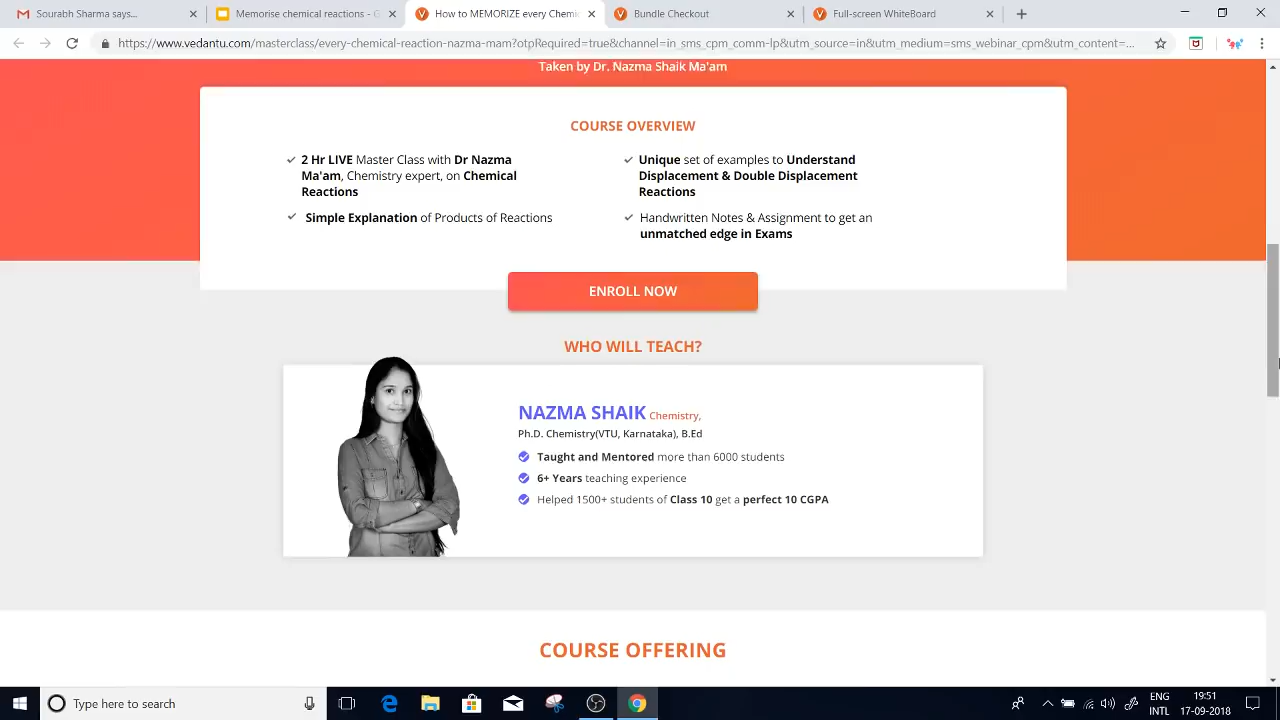 Sourabh Sharma says...
Memorise chemical reactions - G
How to MEMORIZE every Chemi
Bundle Checkout
Full-screen WhiteBoard
https://www.vedantu.com/masterclass/every-chemical-reaction-nazma-mam?otpRequired=true&channel=in_sms_cpm_comm-lp&utm_source=in&utm_medium=sms_webinar_cpm&utm_content=...
Taken by Dr. Nazma Shaik Ma'am
COURSE OVERVIEW
2 Hr LIVE Master Class with Dr Nazma
Ma'am, Chemistry expert, on Chemical
Reactions
Simple Explanation of Products of Reactions
Unique set of examples to Understand
Displacement & Double Displacement
Reactions
Handwritten Notes & Assignment to get an
unmatched edge in Exams
ENROLL NOW
WHO WILL TEACH?
NAZMA SHAIK Chemistry,
Ph.D. Chemistry(VTU, Karnataka), B.Ed
Taught and Mentored more than 6000 students
6+ Years teaching experience
Helped 1500+ students of Class 10 get a perfect 10 CGPA
COURSE OFFERING
Type here to search
ENG
INTL
19:51
17-09-2018